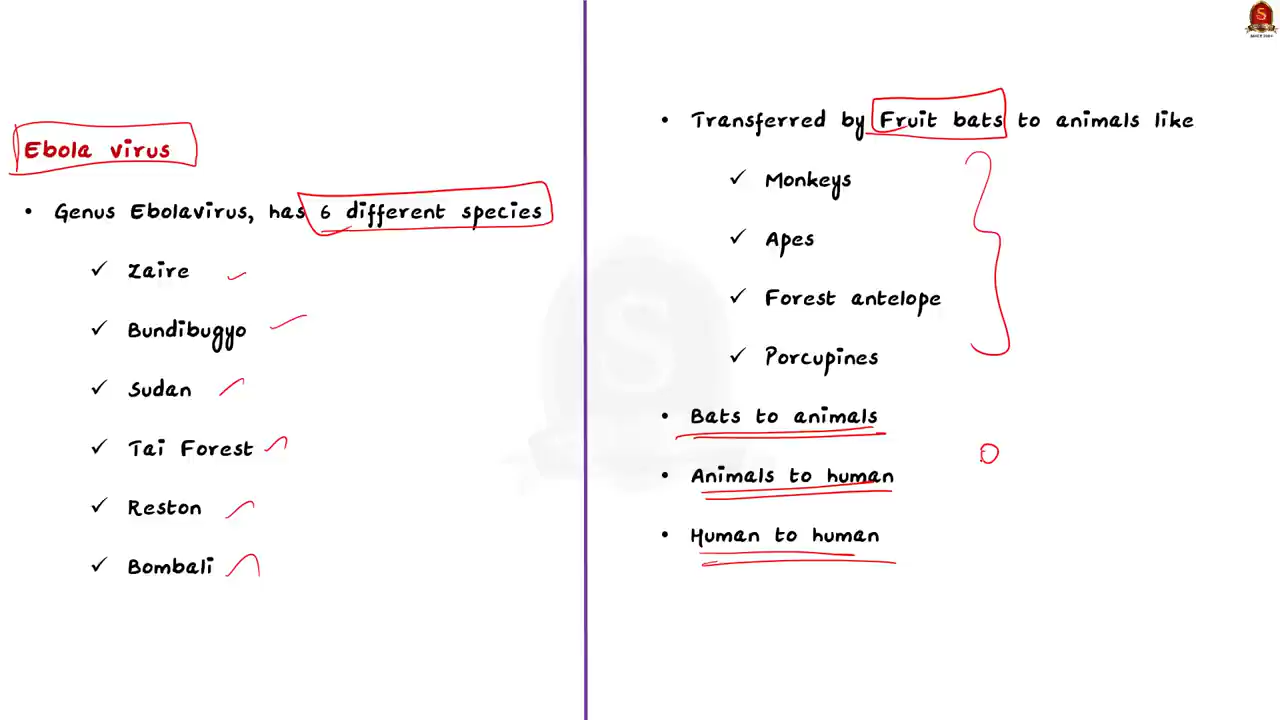 Ebola virus
• Genus Ebolavirus, has 6 different species
✓ Zaire
✓ Bundibugyo
✓ Sudan
✓ Tai Forest
✓ Reston
✓ Bombali
• Transferred by Fruit bats to animals like
✓ Monkeys
✓ Apes
✓ Forest antelope
✓ Porcupines
• Bats to animals
• Animals to human
• Human to human
S